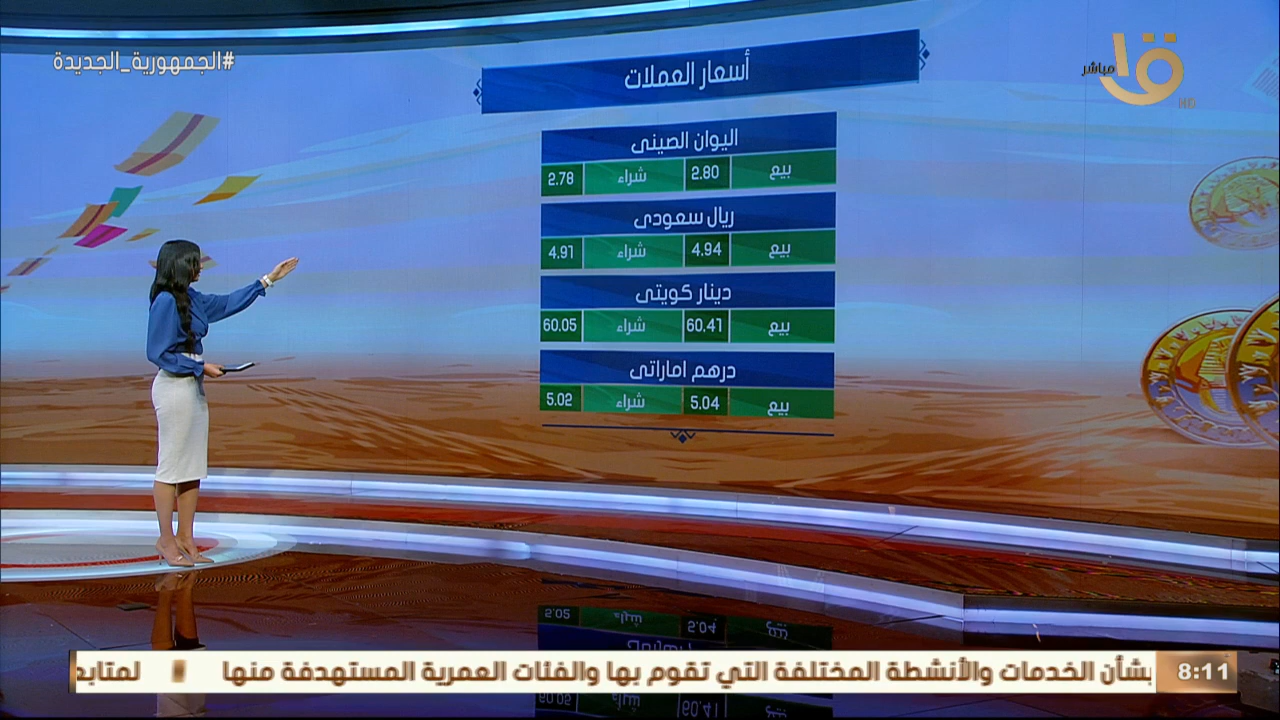 #الجمهورية_الجديدة
مباشر
HD
أسعار العملات
اليوان الصينى
بيع 2.80 شراء 2.78
ريال سعودى
بيع 4.94 شراء 4.91
دينار كويتى
بيع 60.41 شراء 60.05
درهم اماراتى
بيع 5.04 شراء 5.02
8:11 بشأن الخدمات والأنشطة المختلفة التي تقوم بها والفئات العمرية المستهدفة منها